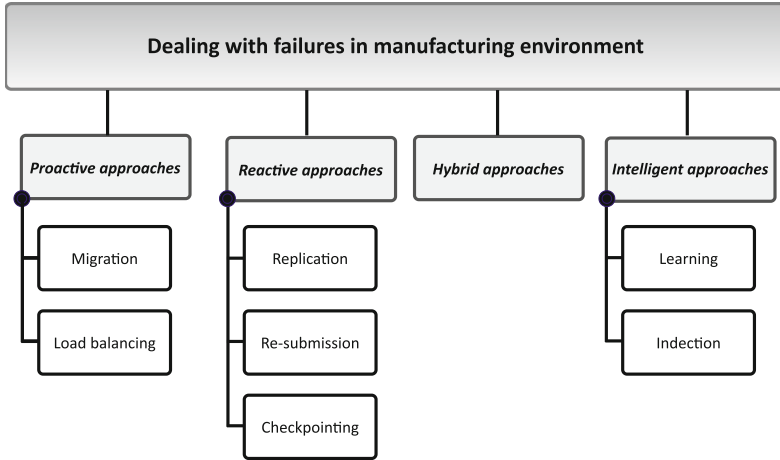 Dealing with failures in manufacturing environment
Proactive approaches
Reactive approaches
Hybrid approaches
Intelligent approaches
Migration
Load balancing
Replication
Re-submission
Checkpointing
Learning
Indection